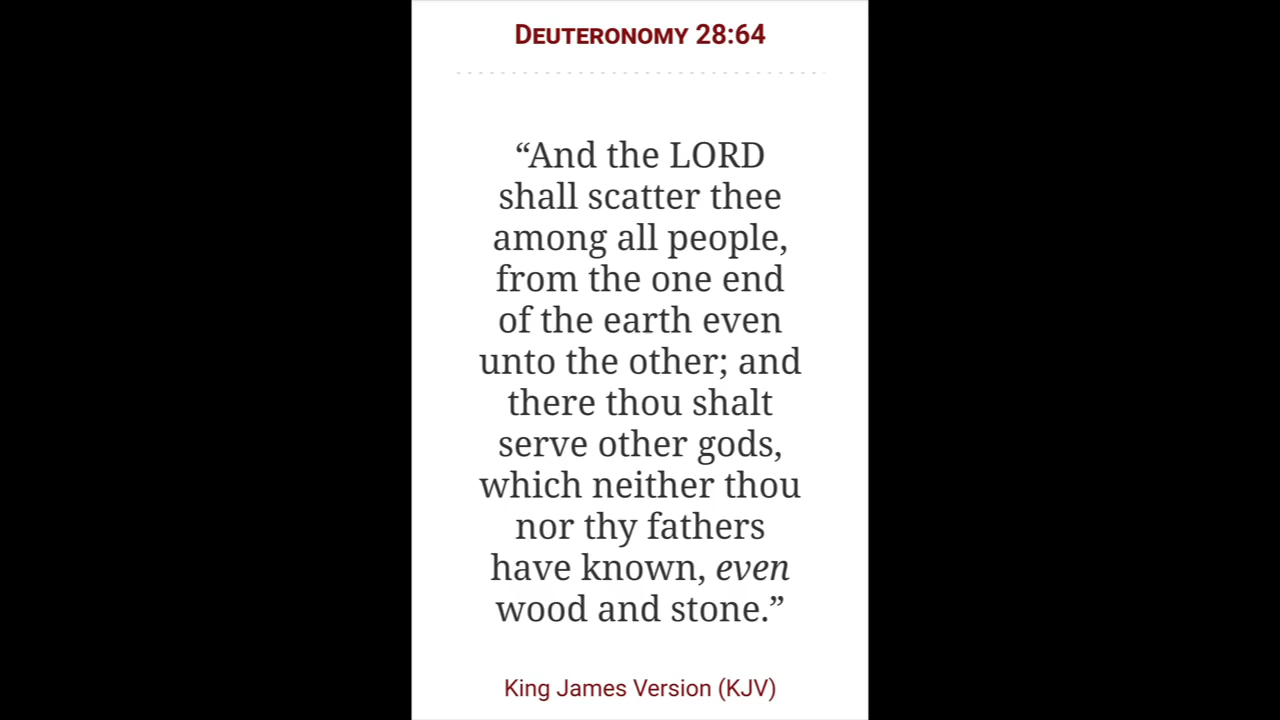 Deuteronomy 28:64
“And the LORD
shall scatter thee
among all people,
from the one end
of the earth even
unto the other; and
there thou shalt
serve other gods,
which neither thou
nor thy fathers
have known, even
wood and stone.”
King James Version (KJV)